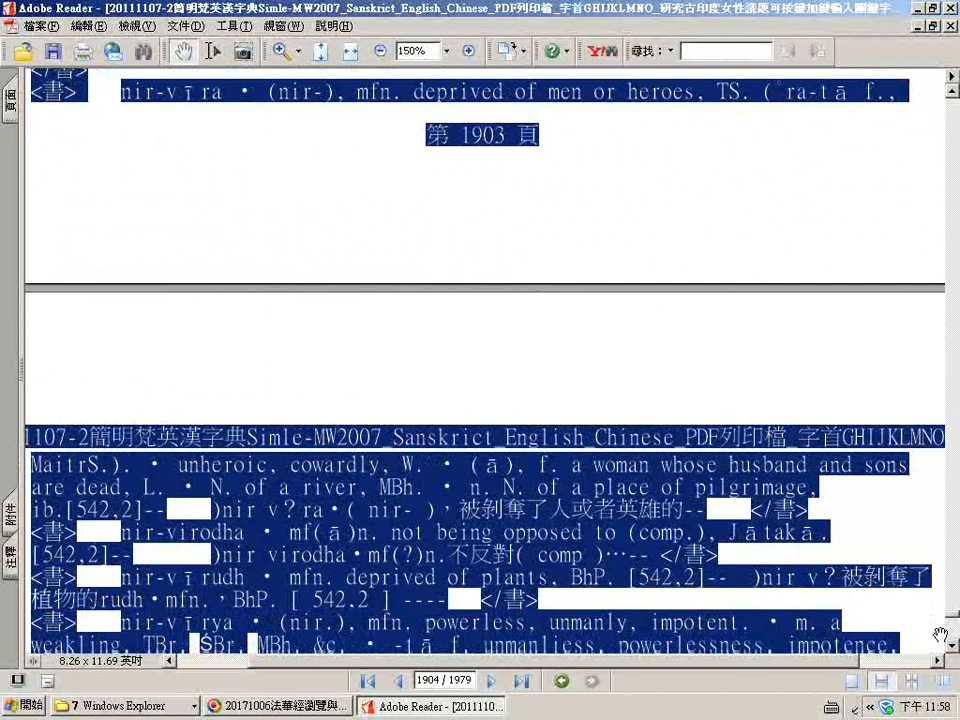 Adobe Reader - [20111107-2簡明梵英漢字典Simle-MW2007_Sanskrict_English_Chinese_PDF列印檔_字首GHIJKLMNO_研究古印度女性議題可按鍵加鍵輸入關鍵字...
檔案(F) 編輯(E) 檢視(V) 文件(D) 工具(T) 視窗(W) 說明(H)
150% Y! 尋找：
頁面
</書>
<書> nir-vīra · (nir-), mfn. deprived of men or heroes, TS. (°ra-tā f.,
第 1903 頁
1107-2簡明梵英漢字典Simle-MW2007_Sanskrict_English_Chinese_PDF列印檔_字首GHIJKLMNO
MaitrS.). · unheroic, cowardly, W. · (ā), f. a woman whose husband and sons
are dead, L. · N. of a river, MBh. · n. N. of a place of pilgrimage,
ib.[542,2]-- )nir v?ra·( nir- )，被剝奪了人或者英雄的-- </書>
<書> nir-virodha · mf(ā)n. not being opposed to (comp.), Jātakā.
[542,2]-- )nir virodha·mf(?)n.不反對( comp )…-- </書>
<書> nir-vīrudh · mfn. deprived of plants, BhP. [542,2]-- )nir v？被剝奪了
植物的rudh·mfn.，BhP. [ 542,2 ] ---- </書>
<書> nir-vīrya · (nir.), mfn. powerless, unmanly, impotent. · m. a
weakling, TBr. ŚBr. MBh. &c. · -tā f. unmanliess, powerlessness, impotence,
附件
注釋
8.26 x 11.69 英吋
1904 / 1979
開始 7 Windows Explorer 20171006法華經瀏覽與... Adobe Reader - [2011110... 下午 11:58